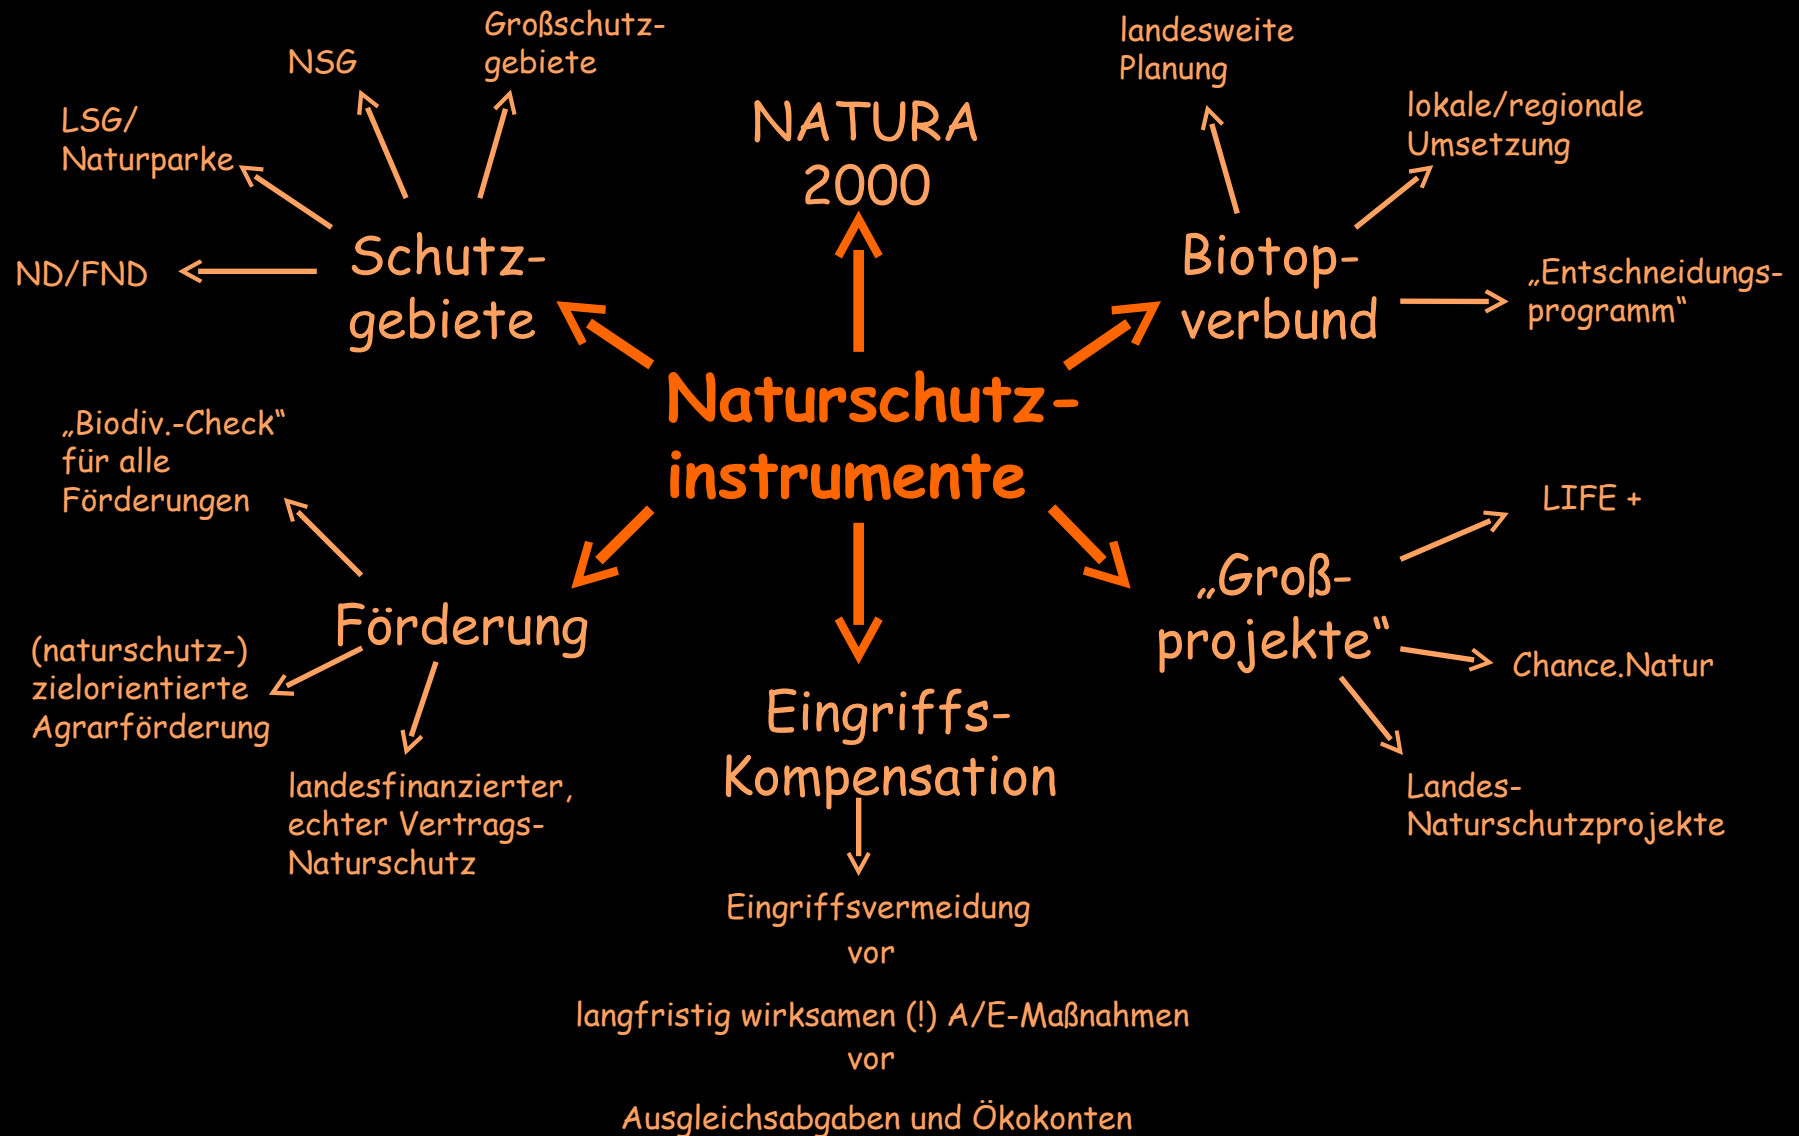 Naturschutz-
instrumente
NATURA
2000
Schutz-
gebiete
ND/FND
LSG/
Naturparke
NSG
Großschutz-
gebiete
Biotop-
verbund
landesweite
Planung
lokale/regionale
Umsetzung
„Entschneidungs-
programm“
„Groß-
projekte“
LIFE +
Chance.Natur
Landes-
Naturschutzprojekte
Eingriffs-
Kompensation
Eingriffsvermeidung
vor
langfristig wirksamen (!) A/E-Maßnahmen
vor
Ausgleichsabgaben und Ökokonten
Förderung
„Biodiv.-Check“
für alle
Förderungen
(naturschutz-)
zielorientierte
Agrarförderung
landesfinanzierter,
echter Vertrags-
Naturschutz